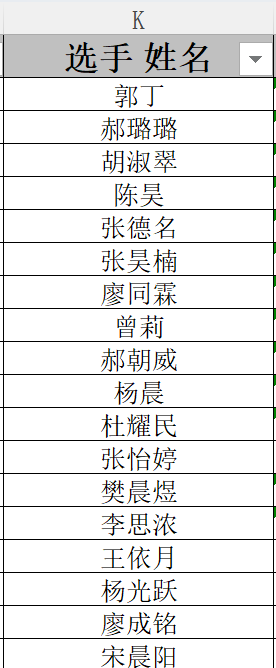 K
选手 姓名
郭丁
郝璐璐
胡淑翠
陈昊
张德名
张昊楠
廖同霖
曾莉
郝朝威
杨晨
杜耀民
张怡婷
樊晨煜
李思浓
王依月
杨光跃
廖成铭
宋晨阳